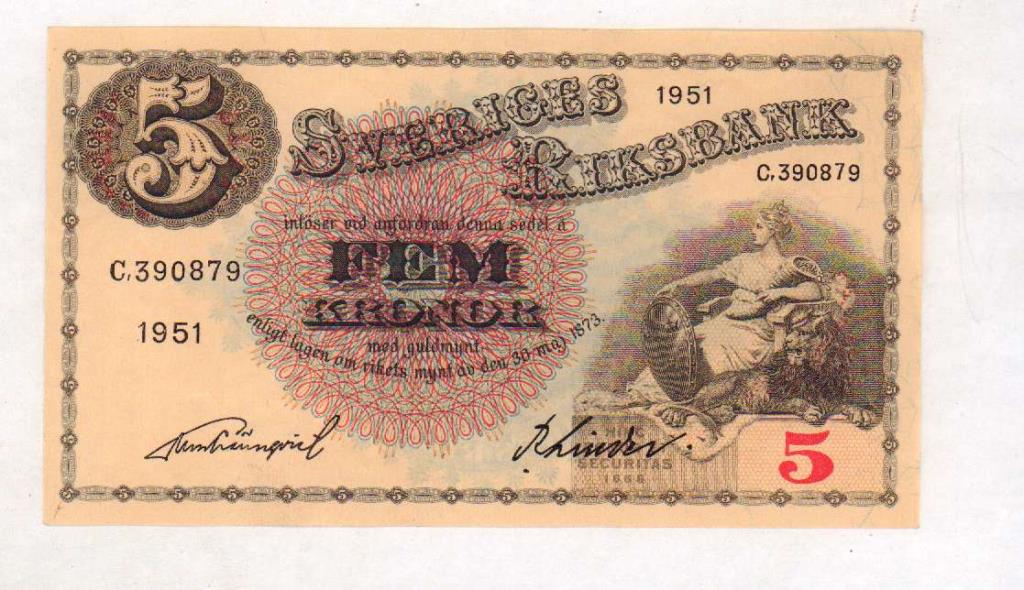 5
SVERIGES
RIKSBANK
1951
C,390879
inlöser vid anfordran denna sedel å
FEM
KRONOR
med guldmynt
enligt lagen om rikets mynt av den 30 maj 1873.
C,390879
1951
SECURITAS
1668
5